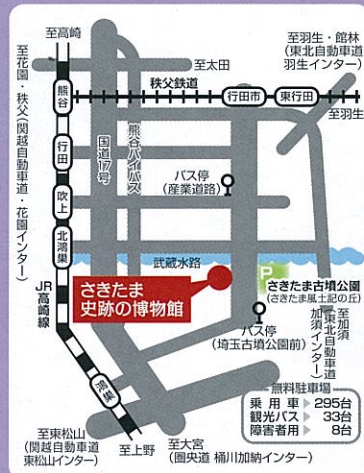 至高崎
至花園・秩父(関越自動車道・花園インター)
至太田
至羽生・館林
(東北自動車道
羽生インター)
秩父鉄道
熊谷
行田市
東行田
至羽生
行田
吹上
北鴻巣
国道17号
熊谷バイパス
バス停
(産業道路)
武蔵水路
P
さきたま古墳公園
(さきたま風土記の丘)
さきたま
史跡の博物館
JR
高崎線
バス停
(埼玉古墳公園前)
至加須
(東北自動車道
加須インター)
鴻巣
無料駐車場
乗用車 295台
観光バス 33台
障害者用 8台
至東松山
(関越自動車道
東松山インター)
至上野
至大宮
(圏央道 桶川加納インター)